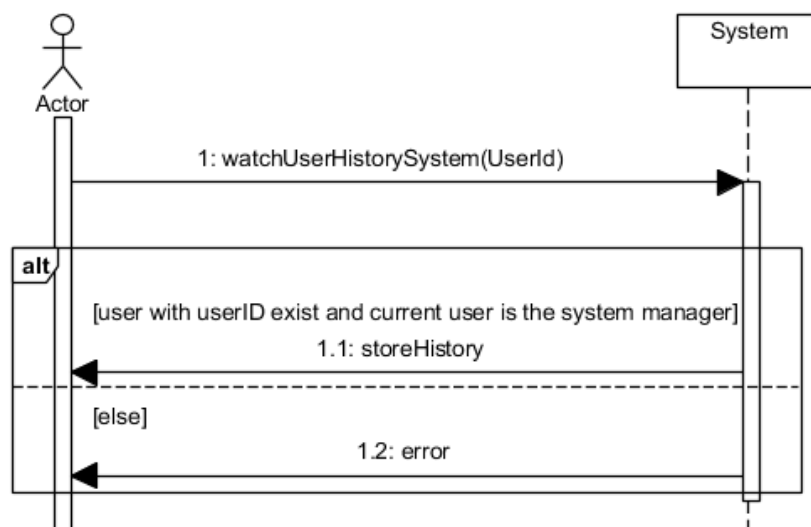 System
Actor
1: watchUserHistorySystem(UserId)
alt
[user with userID exist and current user is the system manager]
1.1: storeHistory
[else]
1.2: error